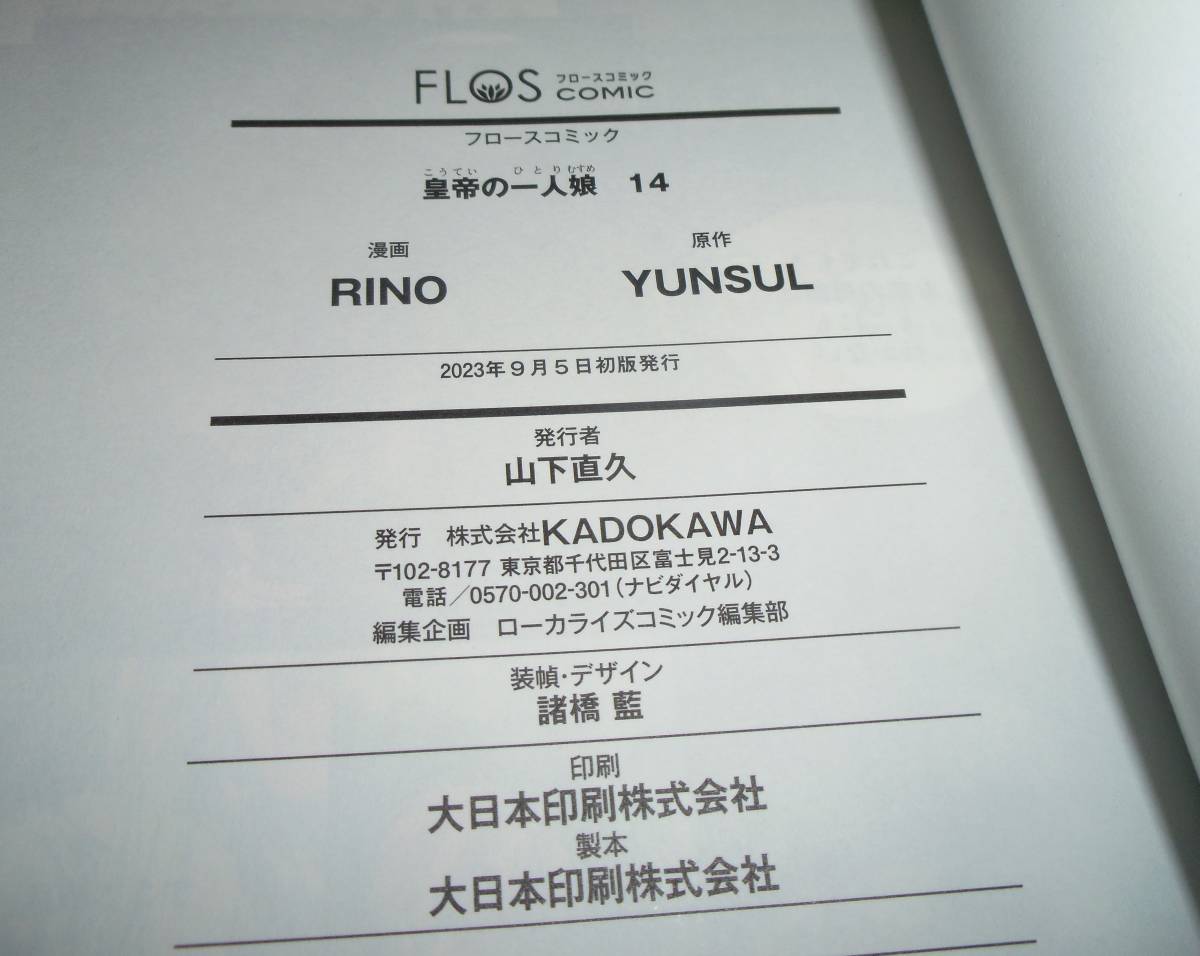 FLOS フロースコミック COMIC
フロースコミック
こうてい ひとりむすめ
皇帝の一人娘 14
漫画 原作
RINO YUNSUL
2023年9月5日初版発行
発行者
山下直久
発行 株式会社KADOKAWA
〒102-8177 東京都千代田区富士見2-13-3
電話/0570-002-301(ナビダイヤル)
編集企画 ローカライズコミック編集部
装幀・デザイン
諸橋 藍
印刷
大日本印刷株式会社
製本
大日本印刷株式会社